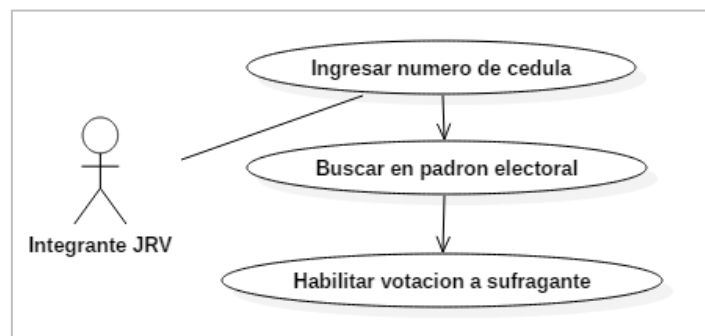 Ingresar numero de cedula
Buscar en padron electoral
Integrante JRV
Habilitar votacion a sufragante